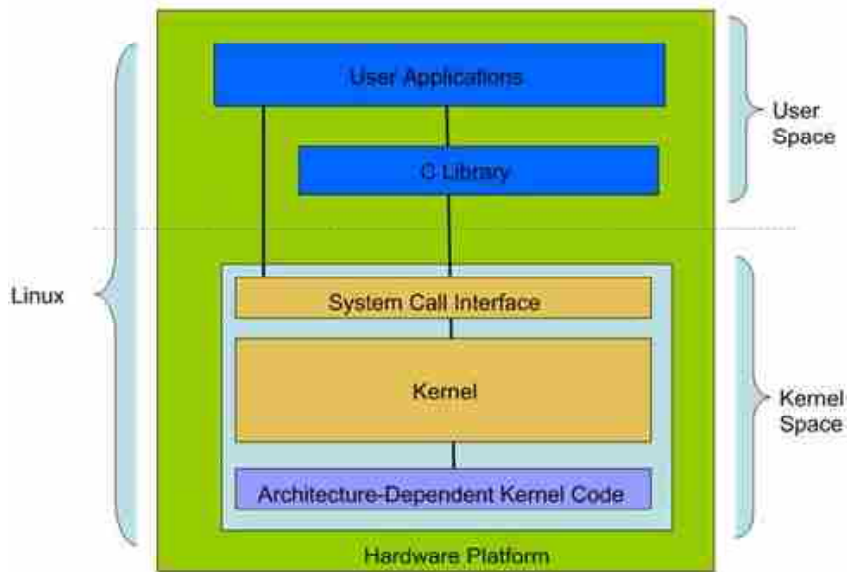 User Applications
User
Space
C Library
Linux
System Call Interface
Kernel
Kernel
Space
Architecture-Dependent Kernel Code
Hardware Platform